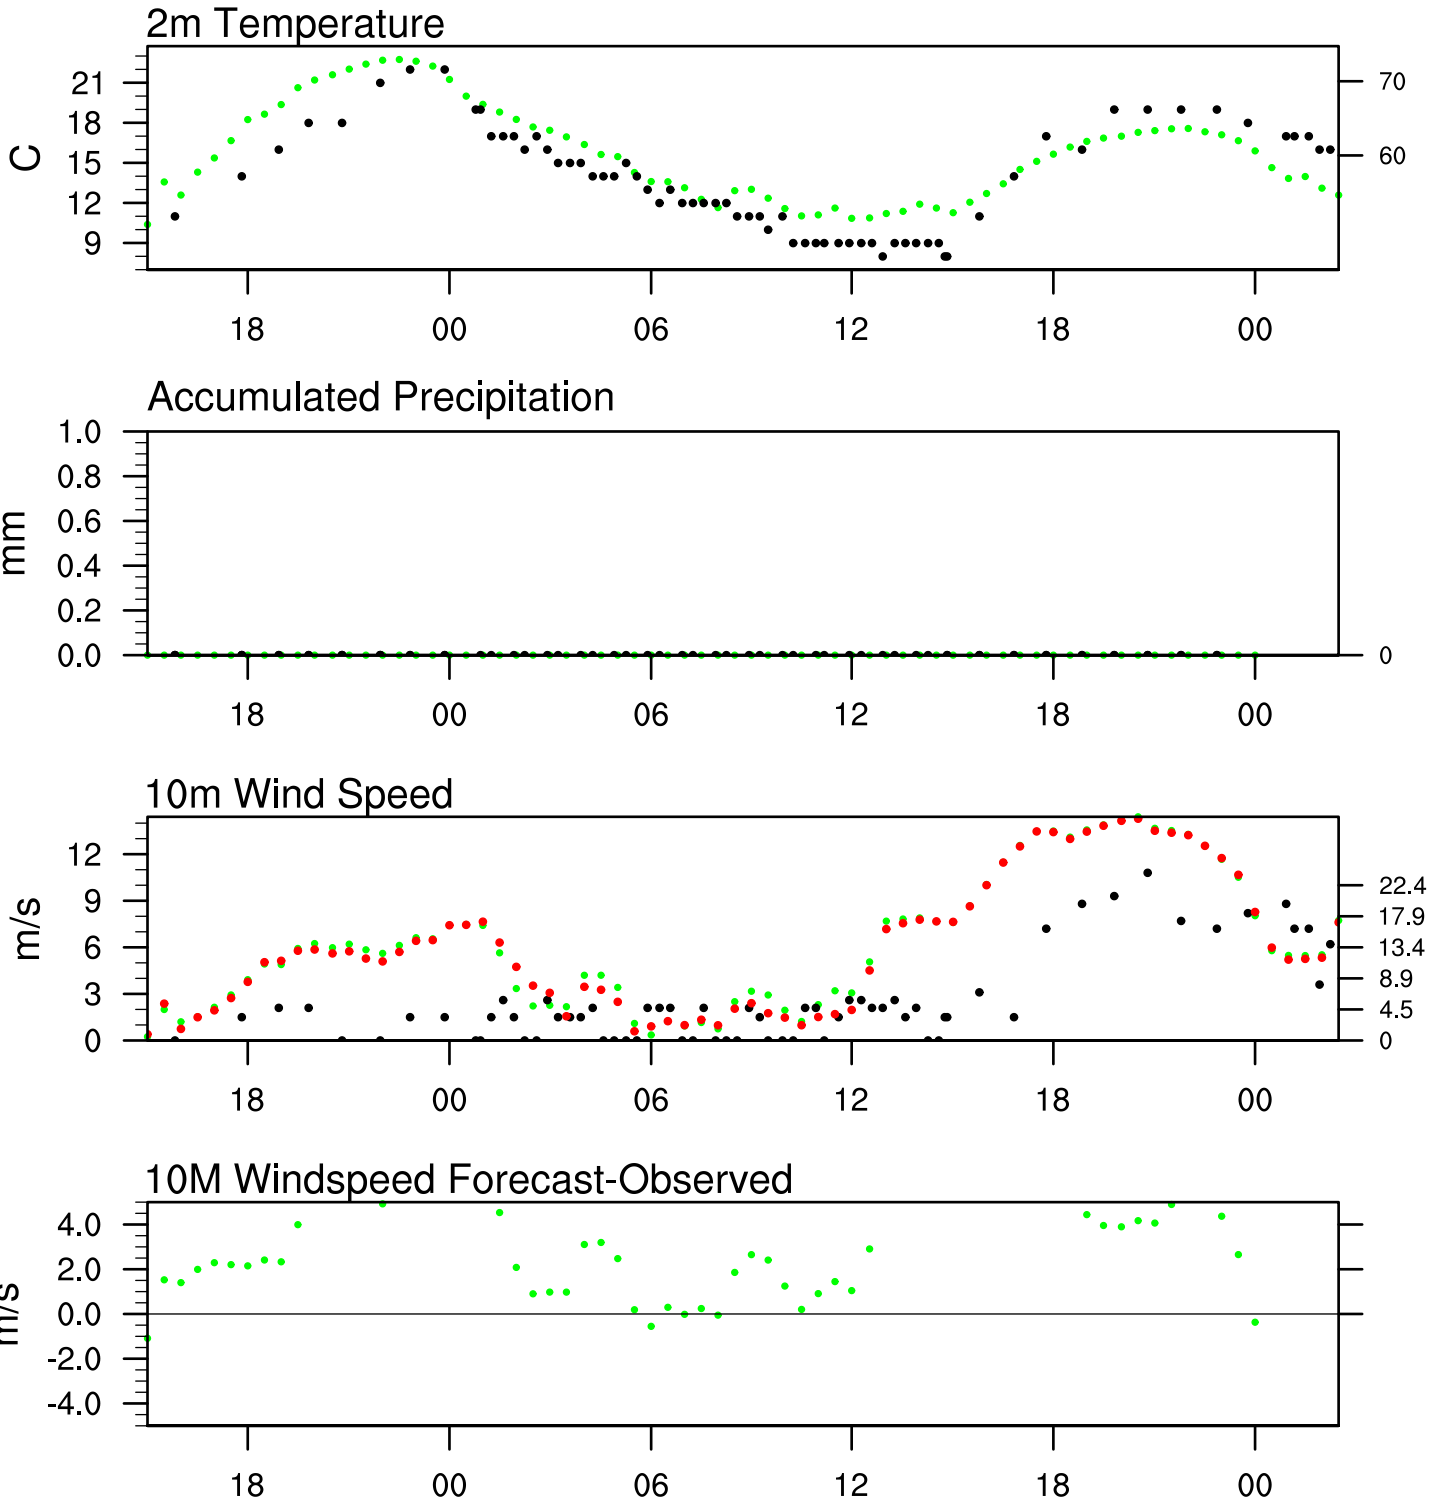 2m Temperature
21
18
15
12
9
C
70
60
18 00 06 12 18 00
Accumulated Precipitation
1.0
0.8
0.6
0.4
0.2
0.0
mm
0
18 00 06 12 18 00
10m Wind Speed
12
9
6
3
0
m/s
22.4
17.9
13.4
8.9
4.5
0
18 00 06 12 18 00
10M Windspeed Forecast-Observed
4.0
2.0
0.0
-2.0
-4.0
m/s
18 00 06 12 18 00